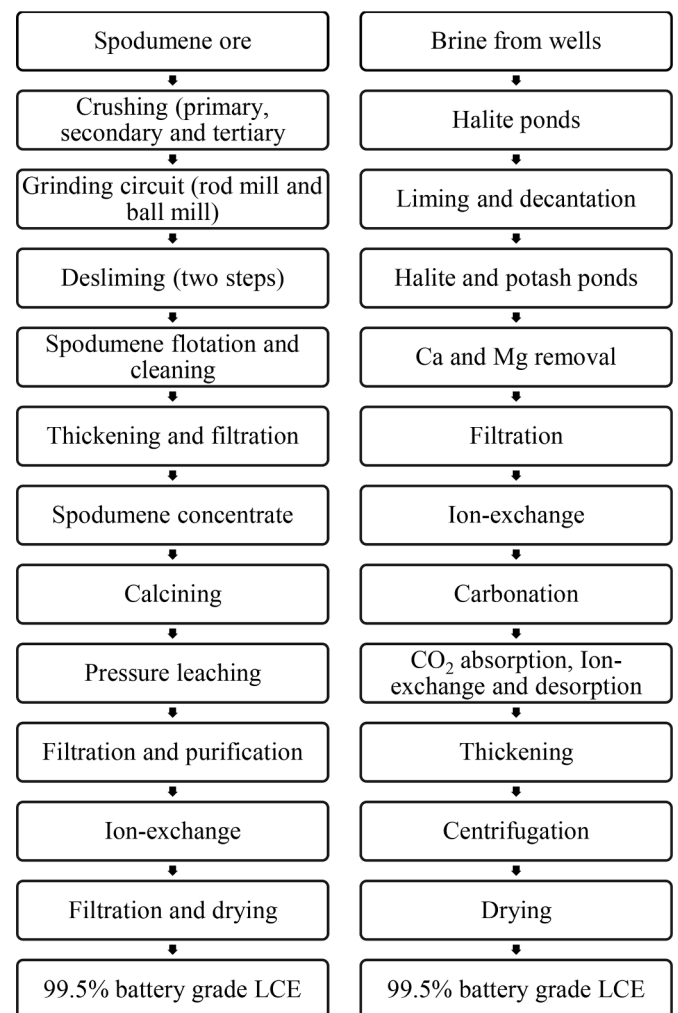 Spodumene ore
Crushing (primary,
secondary and tertiary
Grinding circuit (rod mill and
ball mill)
Desliming (two steps)
Spodumene flotation and
cleaning
Thickening and filtration
Spodumene concentrate
Calcining
Pressure leaching
Filtration and purification
Ion-exchange
Filtration and drying
99.5% battery grade LCE
Brine from wells
Halite ponds
Liming and decantation
Halite and potash ponds
Ca and Mg removal
Filtration
Ion-exchange
Carbonation
CO₂ absorption, Ion-
exchange and desorption
Thickening
Centrifugation
Drying
99.5% battery grade LCE